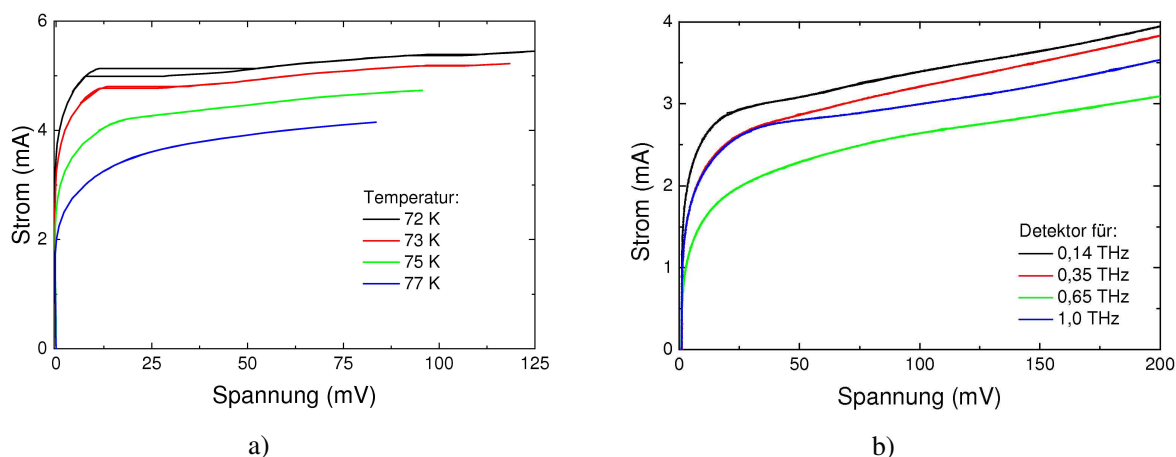 6
4
2
0
0
25
50
75
100
125
Strom (mA)
Spannung (mV)
Temperatur:
72 K
73 K
75 K
77 K
a)
4
3
2
1
0
0
50
100
150
200
Strom (mA)
Spannung (mV)
Detektor für:
0,14 THz
0,35 THz
0,65 THz
1,0 THz
b)